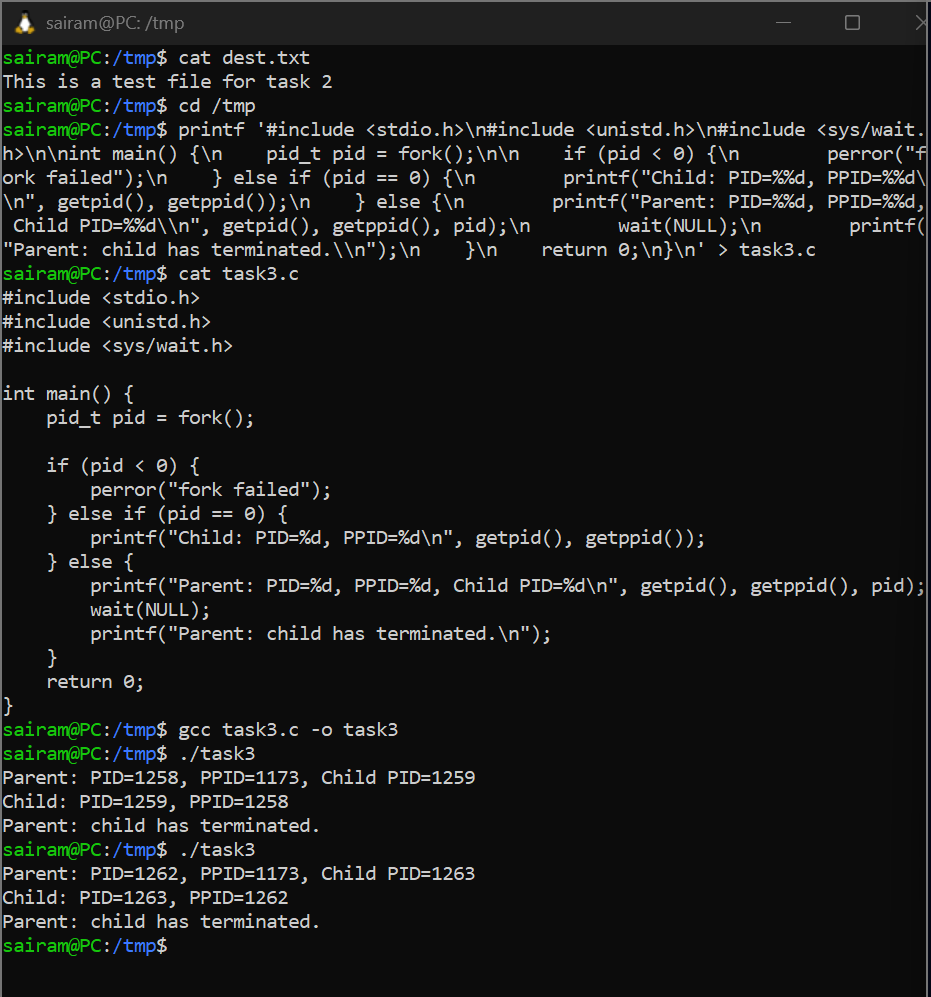 sairam@PC: /tmp
sairam@PC:/tmp$ cat dest.txt
This is a test file for task 2
sairam@PC:/tmp$ cd /tmp
sairam@PC:/tmp$ printf '#include <stdio.h>\n#include <unistd.h>\n#include <sys/wait.
h>\n\nint main() {\n    pid_t pid = fork();\n\n    if (pid < 0) {\n        perror("f
ork failed");\n    } else if (pid == 0) {\n        printf("Child: PID=%%d, PPID=%%d\
\n", getpid(), getppid());\n    } else {\n        printf("Parent: PID=%%d, PPID=%%d,
 Child PID=%%d\\n", getpid(), getppid(), pid);\n        wait(NULL);\n        printf(
"Parent: child has terminated.\\n");\n    }\n    return 0;\n}\n' > task3.c
sairam@PC:/tmp$ cat task3.c
#include <stdio.h>
#include <unistd.h>
#include <sys/wait.h>

int main() {
    pid_t pid = fork();

    if (pid < 0) {
        perror("fork failed");
    } else if (pid == 0) {
        printf("Child: PID=%d, PPID=%d\n", getpid(), getppid());
    } else {
        printf("Parent: PID=%d, PPID=%d, Child PID=%d\n", getpid(), getppid(), pid);
        wait(NULL);
        printf("Parent: child has terminated.\n");
    }
    return 0;
}
sairam@PC:/tmp$ gcc task3.c -o task3
sairam@PC:/tmp$ ./task3
Parent: PID=1258, PPID=1173, Child PID=1259
Child: PID=1259, PPID=1258
Parent: child has terminated.
sairam@PC:/tmp$ ./task3
Parent: PID=1262, PPID=1173, Child PID=1263
Child: PID=1263, PPID=1262
Parent: child has terminated.
sairam@PC:/tmp$